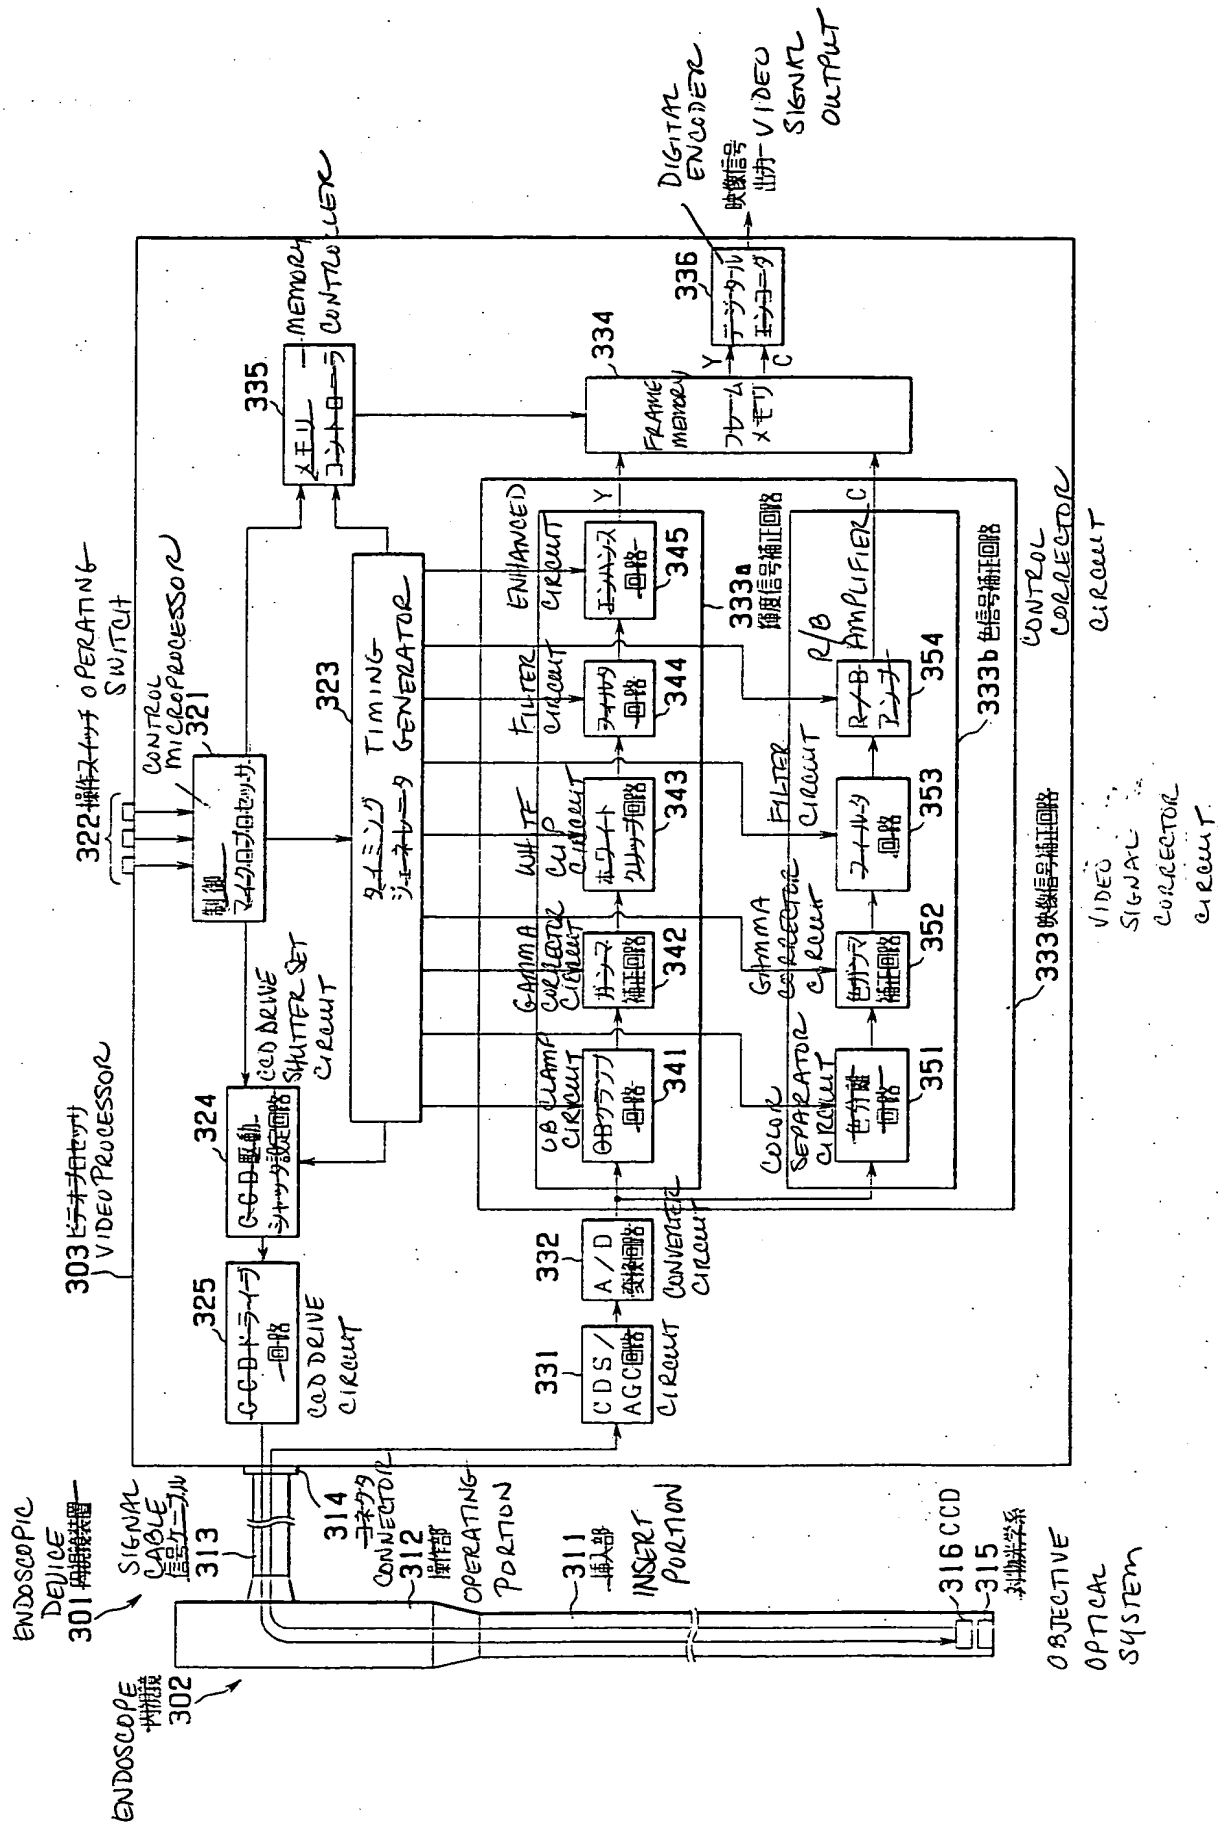 ENDOSCOPIC
DEVICE
301 内視鏡装置
ENDOSCOPE
内視鏡
302
SIGNAL
CABLE
信号ケーブル
313
314
コネクタ
CONNECTOR
312
操作部
OPERATING
PORTION
311
挿入部
INSERT
PORTION
316 CCD
315
対物光学系
OBJECTIVE
OPTICAL
SYSTEM
303 ビデオプロセッサ
VIDEO PROCESSOR
322 操作スイッチ OPERATING
SWITCH
CONTROL
MICROPROCESSOR
321
制御
マイクロプロセッサ
CCD DRIVE
SHUTTER SET
CIRCUIT
324
CCD駆動
シャッタ設定回路
325
CCDドライブ
回路
CCD DRIVE
CIRCUIT
323
タイミング
ジェネレータ
TIMING
GENERATOR
335
メモリ
コントローラ
MEMORY
CONTROLLER
331
CDS/
AGC回路
CIRCUIT
332
A/D
変換回路
CONVERTER
CIRCUIT
OB CLAMP
CIRCUIT
OBクランプ
回路
341
GAMMA
CORRECTOR
CIRCUIT
ガンマ
補正回路
342
WHITE
CLIP
CIRCUIT
ホワイト
クリップ回路
343
FILTER
CIRCUIT
フィルタ
回路
344
ENHANCED
CIRCUIT
エンハンス
回路
345
Y
333a
輝度信号補正回路
COLOR
SEPARATOR
CIRCUIT
色分離
回路
351
GAMMA
CORRECTOR
CIRCUIT
色ガンマ
補正回路
352
FILTER
CIRCUIT
フィルタ
回路
353
R/B
AMPLIFIER
R/B
アンプ
354
C
333b 色信号補正回路
CONTROL
CORRECTOR
CIRCUIT
333 映像信号補正回路
VIDEO
SIGNAL
CORRECTOR
CIRCUIT
334
FRAME
MEMORY
フレーム
メモリ
Y
C
336
デジタル
エンコーダ
DIGITAL
ENCODER
映像信号
出力
VIDEO
SIGNAL
OUTPUT